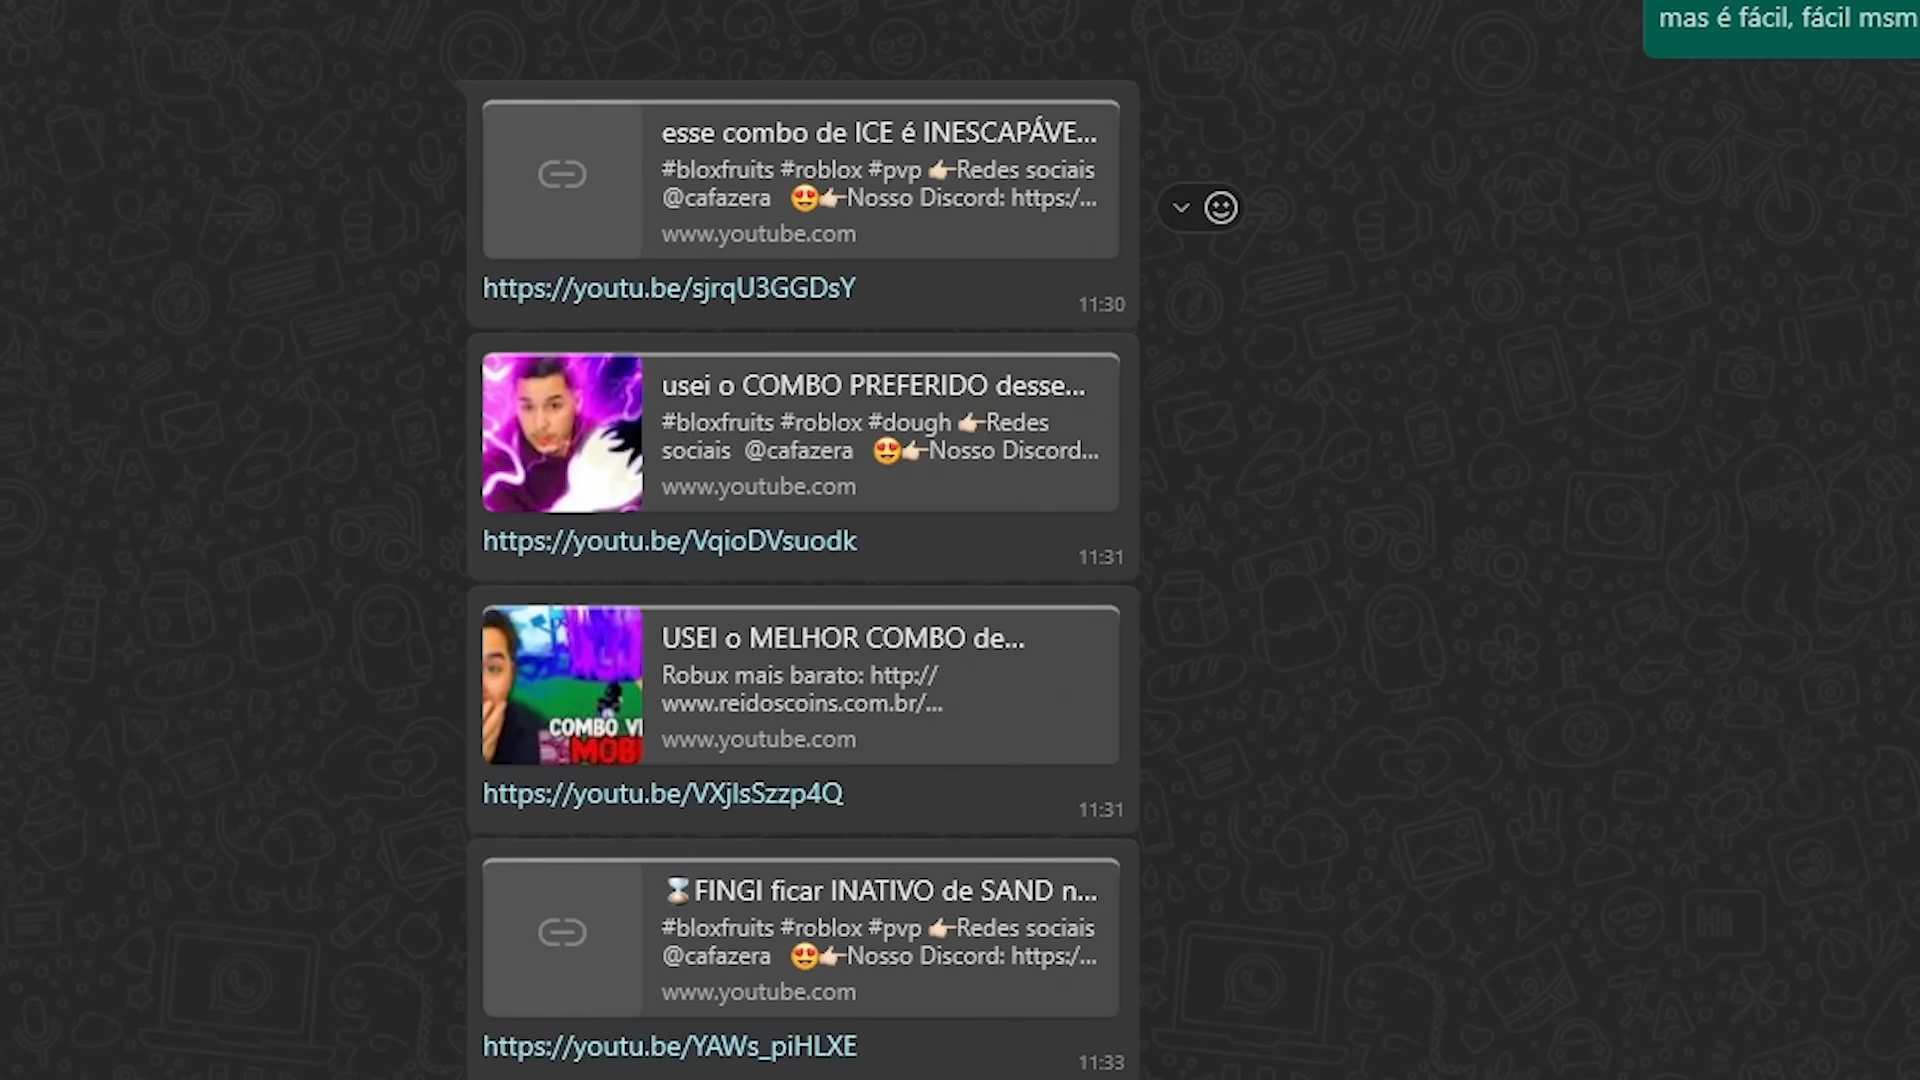 mas é fácil, fácil msm
esse combo de ICE é INESCAPÁVE...
#bloxfruits #roblox #pvp 👉🏻Redes sociais
@cafazera 😍👉🏻Nosso Discord: https:/...
www.youtube.com
https://youtu.be/sjrqU3GGDsY
11:30
usei o COMBO PREFERIDO desse...
#bloxfruits #roblox #dough 👉🏻Redes
sociais @cafazera 😍👉🏻Nosso Discord...
www.youtube.com
https://youtu.be/VqioDVsuodk
11:31
USEI o MELHOR COMBO de...
Robux mais barato: http://
www.reidoscoins.com.br/...
www.youtube.com
COMBO
https://youtu.be/VXjIsSzzp4Q
11:31
⌛FINGI ficar INATIVO de SAND n...
#bloxfruits #roblox #pvp 👉🏻Redes sociais
@cafazera 😍👉🏻Nosso Discord: https:/...
www.youtube.com
https://youtu.be/YAWs_piHLXE
11:33